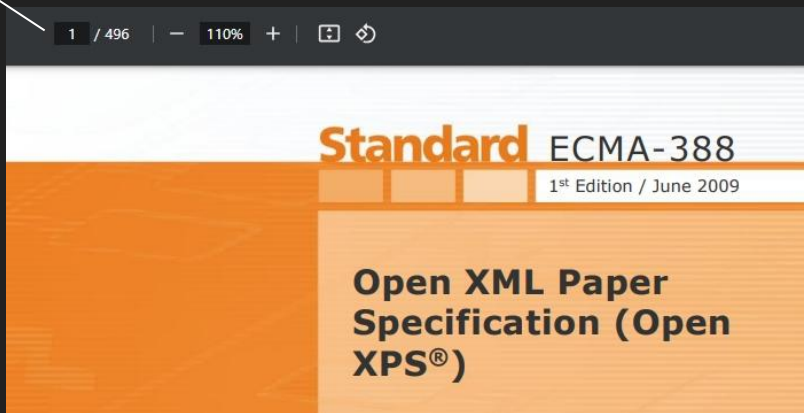 1 / 496 | — 110% + |
Standard ECMA-388
1st Edition / June 2009
Open XML Paper
Specification (Open
XPS®)